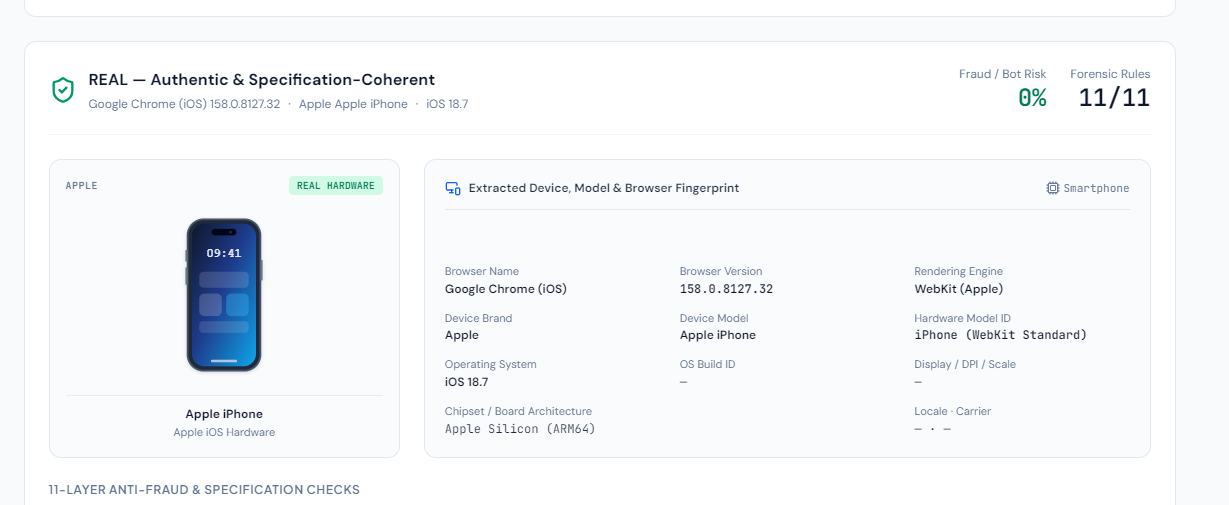 REAL — Authentic & Specification-Coherent
Google Chrome (iOS) 158.0.8127.32 · Apple Apple iPhone · iOS 18.7
Fraud / Bot Risk
0%
Forensic Rules
11/11
APPLE
REAL HARDWARE
09:41
Apple iPhone
Apple iOS Hardware
Extracted Device, Model & Browser Fingerprint
Smartphone
Browser Name
Google Chrome (iOS)
Browser Version
158.0.8127.32
Rendering Engine
WebKit (Apple)
Device Brand
Apple
Device Model
Apple iPhone
Hardware Model ID
iPhone (WebKit Standard)
Operating System
iOS 18.7
OS Build ID
—
Display / DPI / Scale
—
Chipset / Board Architecture
Apple Silicon (ARM64)
Locale · Carrier
— · —
11-LAYER ANTI-FRAUD & SPECIFICATION CHECKS